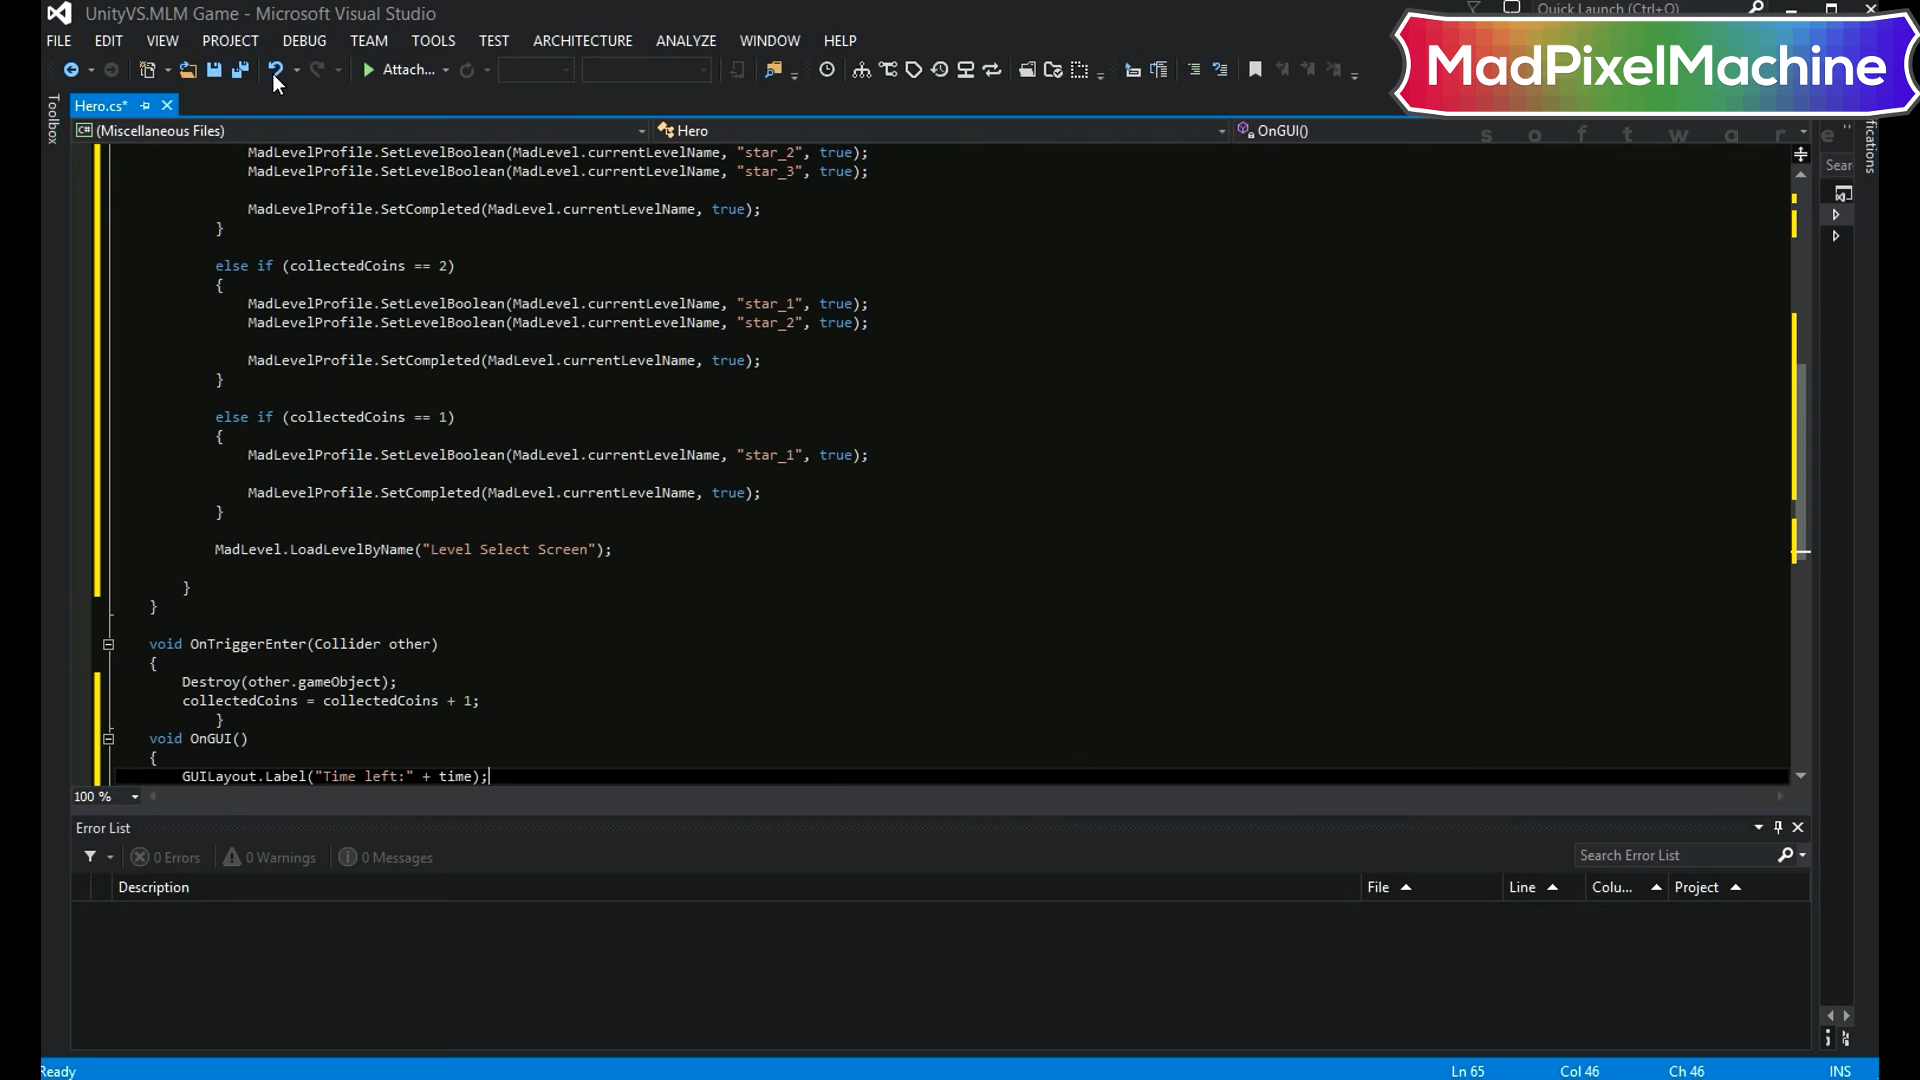 UnityVS.MLM Game - Microsoft Visual Studio
Quick Launch (Ctrl+Q)
MadPixelMachine
FILE EDIT VIEW PROJECT DEBUG TEAM TOOLS TEST ARCHITECTURE ANALYZE WINDOW HELP
Attach...
Toolbox
Hero.cs*
(Miscellaneous Files)
Hero
OnGUI()
software
fications
Sear
MadLevelProfile.SetLevelBoolean(MadLevel.currentLevelName, "star_2", true);
MadLevelProfile.SetLevelBoolean(MadLevel.currentLevelName, "star_3", true);
MadLevelProfile.SetCompleted(MadLevel.currentLevelName, true);
}
else if (collectedCoins == 2)
{
MadLevelProfile.SetLevelBoolean(MadLevel.currentLevelName, "star_1", true);
MadLevelProfile.SetLevelBoolean(MadLevel.currentLevelName, "star_2", true);
MadLevelProfile.SetCompleted(MadLevel.currentLevelName, true);
}
else if (collectedCoins == 1)
{
MadLevelProfile.SetLevelBoolean(MadLevel.currentLevelName, "star_1", true);
MadLevelProfile.SetCompleted(MadLevel.currentLevelName, true);
}
MadLevel.LoadLevelByName("Level Select Screen");
}
}
void OnTriggerEnter(Collider other)
{
Destroy(other.gameObject);
collectedCoins = collectedCoins + 1;
}
void OnGUI()
{
GUILayout.Label("Time left:" + time);
100 %
Error List
0 Errors 0 Warnings 0 Messages
Search Error List
Description File Line Colu... Project
Ready
Ln 65 Col 46 Ch 46 INS